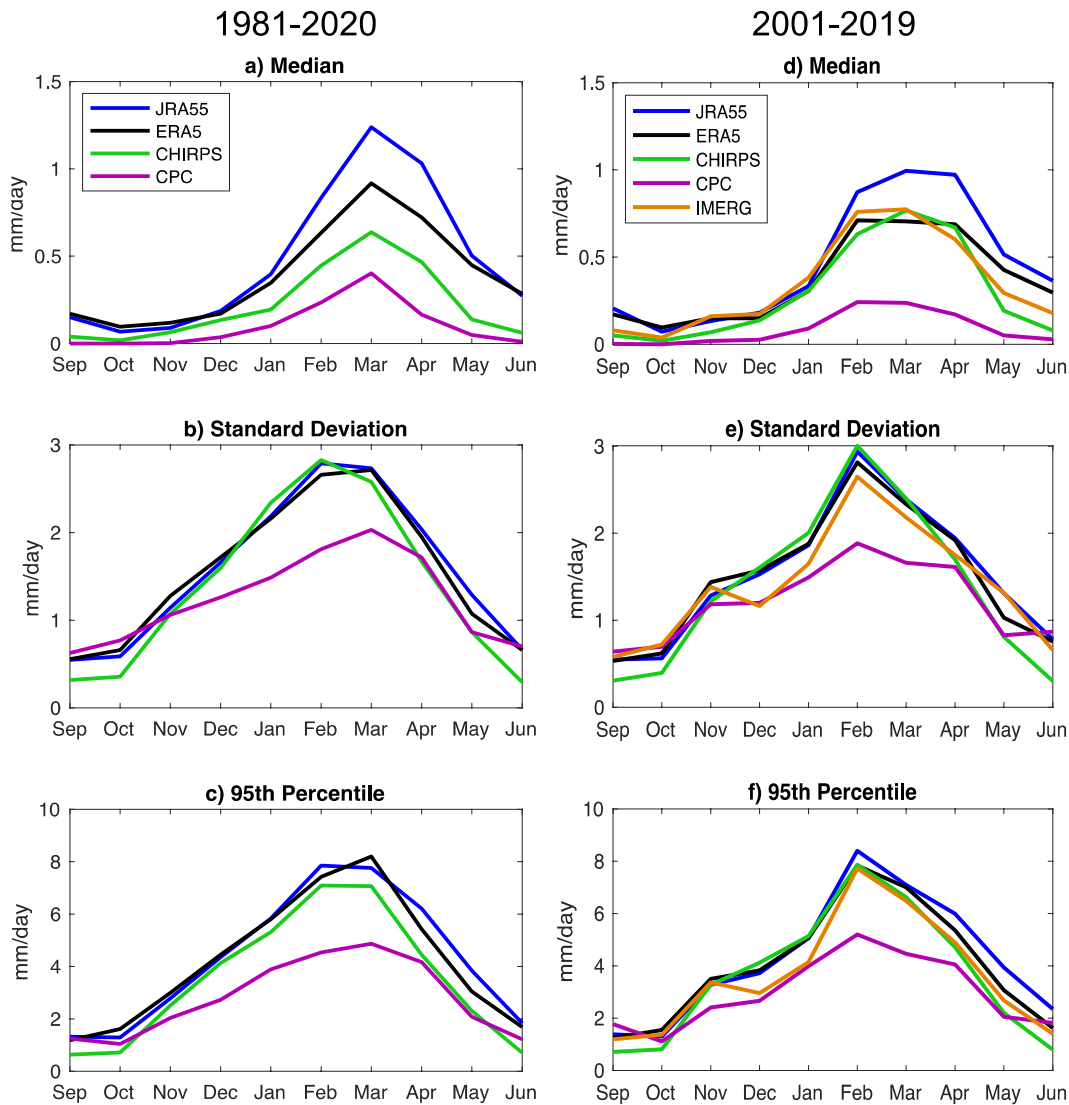 1981-2020
a) Median
1.5
1
0.5
0
mm/day
JRA55
ERA5
CHIRPS
CPC
Sep Oct Nov Dec Jan Feb Mar Apr May Jun
b) Standard Deviation
3
2
1
0
mm/day
Sep Oct Nov Dec Jan Feb Mar Apr May Jun
c) 95th Percentile
10
8
6
4
2
0
mm/day
Sep Oct Nov Dec Jan Feb Mar Apr May Jun
2001-2019
d) Median
1.5
1
0.5
0
mm/day
JRA55
ERA5
CHIRPS
CPC
IMERG
Sep Oct Nov Dec Jan Feb Mar Apr May Jun
e) Standard Deviation
3
2
1
0
mm/day
Sep Oct Nov Dec Jan Feb Mar Apr May Jun
f) 95th Percentile
10
8
6
4
2
0
mm/day
Sep Oct Nov Dec Jan Feb Mar Apr May Jun